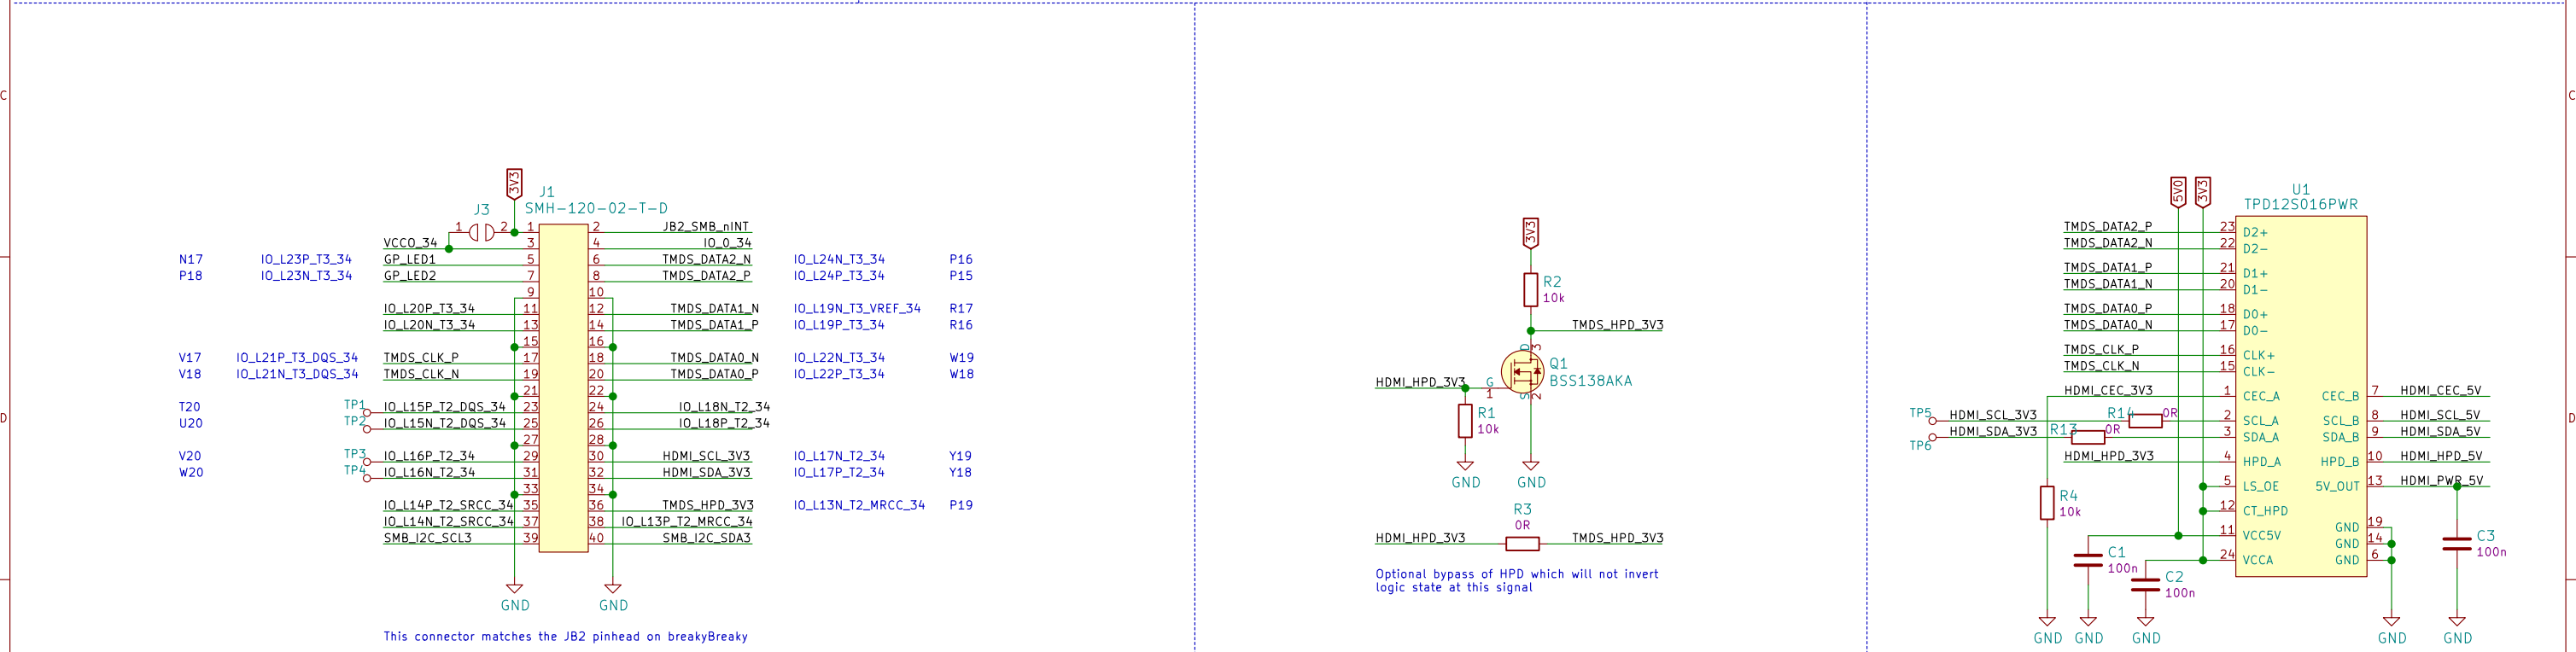 C
C
D
D
3V3
J1
SMH-120-02-T-D
J3
1 2 1 2 JB2_SMB_nINT
VCCO_34 3 4 IO_0_34
N17 IO_L23P_T3_34 GP_LED1 5 6 TMDS_DATA2_N IO_L24N_T3_34 P16
P18 IO_L23N_T3_34 GP_LED2 7 8 TMDS_DATA2_P IO_L24P_T3_34 P15
9 10
IO_L20P_T3_34 11 12 TMDS_DATA1_N IO_L19N_T3_VREF_34 R17
IO_L20N_T3_34 13 14 TMDS_DATA1_P IO_L19P_T3_34 R16
15 16
V17 IO_L21P_T3_DQS_34 TMDS_CLK_P 17 18 TMDS_DATA0_N IO_L22N_T3_34 W19
V18 IO_L21N_T3_DQS_34 TMDS_CLK_N 19 20 TMDS_DATA0_P IO_L22P_T3_34 W18
21 22
T20 TP1 IO_L15P_T2_DQS_34 23 24 IO_L18N_T2_34
U20 TP2 IO_L15N_T2_DQS_34 25 26 IO_L18P_T2_34
27 28
V20 TP3 IO_L16P_T2_34 29 30 HDMI_SCL_3V3 IO_L17N_T2_34 Y19
W20 TP4 IO_L16N_T2_34 31 32 HDMI_SDA_3V3 IO_L17P_T2_34 Y18
33 34
IO_L14P_T2_SRCC_34 35 36 TMDS_HPD_3V3 IO_L13N_T2_MRCC_34 P19
IO_L14N_T2_SRCC_34 37 38 IO_L13P_T2_MRCC_34
SMB_I2C_SCL3 39 40 SMB_I2C_SDA3
GND GND
This connector matches the JB2 pinhead on breakyBreaky
3V3
R2
10k
TMDS_HPD_3V3
D 3
Q1
BSS138AKA
HDMI_HPD_3V3 G 1
S 2
R1
10k
GND GND
R3
0R
HDMI_HPD_3V3 TMDS_HPD_3V3
Optional bypass of HPD which will not invert
logic state at this signal
5V0 3V3
U1
TPD12S016PWR
TMDS_DATA2_P 23 D2+
TMDS_DATA2_N 22 D2-
TMDS_DATA1_P 21 D1+
TMDS_DATA1_N 20 D1-
TMDS_DATA0_P 18 D0+
TMDS_DATA0_N 17 D0-
TMDS_CLK_P 16 CLK+
TMDS_CLK_N 15 CLK-
HDMI_CEC_3V3 1 CEC_A CEC_B 7 HDMI_CEC_5V
TP5 HDMI_SCL_3V3 R14 0R 2 SCL_A SCL_B 8 HDMI_SCL_5V
TP6 HDMI_SDA_3V3 R13 0R 3 SDA_A SDA_B 9 HDMI_SDA_5V
HDMI_HPD_3V3 4 HPD_A HPD_B 10 HDMI_HPD_5V
5 LS_OE 5V_OUT 13 HDMI_PWR_5V
R4
10k
12 CT_HPD
GND 19
11 VCC5V GND 14
24 VCCA GND 6
C1
100n
C2
100n
C3
100n
GND GND GND GND GND